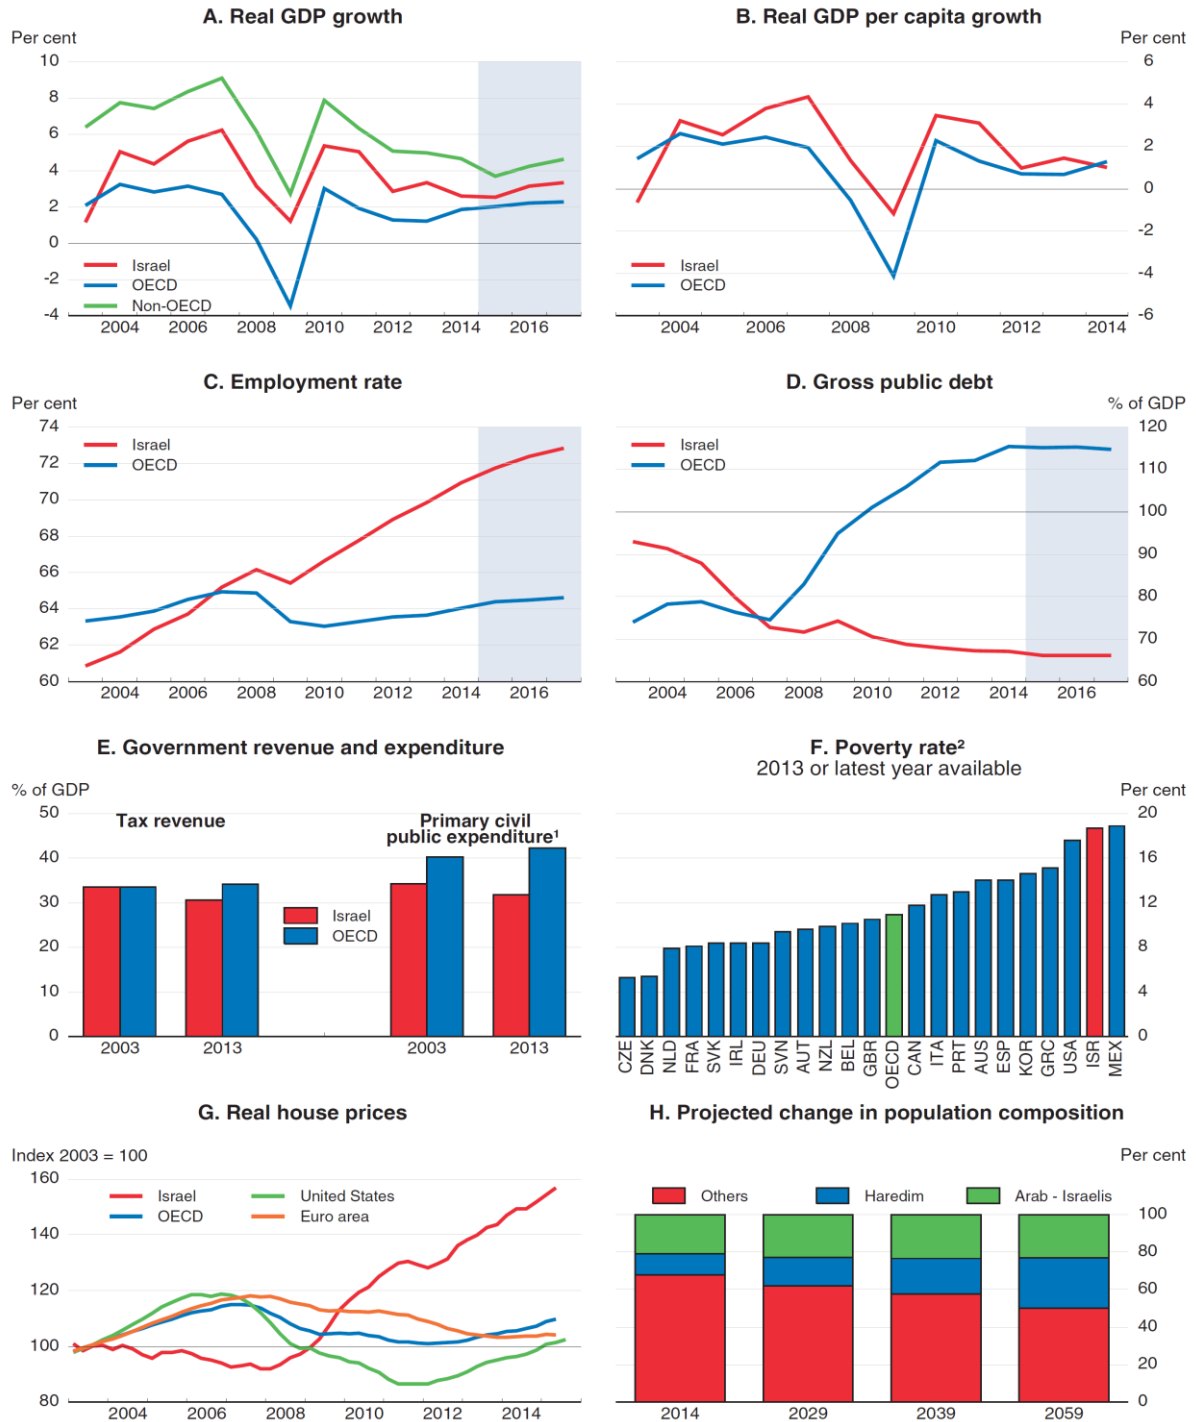 A. Real GDP growth
Per cent
10
8
6
4
2
0
-2
-4
Israel
OECD
Non-OECD
2004 2006 2008 2010 2012 2014 2016
B. Real GDP per capita growth
Per cent
6
4
2
0
-2
-4
-6
Israel
OECD
2004 2006 2008 2010 2012 2014
C. Employment rate
Per cent
74
72
70
68
66
64
62
60
Israel
OECD
2004 2006 2008 2010 2012 2014 2016
D. Gross public debt
% of GDP
120
110
100
90
80
70
60
Israel
OECD
2004 2006 2008 2010 2012 2014 2016
E. Government revenue and expenditure
% of GDP
50
40
30
20
10
0
Tax revenue
Primary civil
public expenditure¹
Israel
OECD
2003 2013 2003 2013
F. Poverty rate²
2013 or latest year available
Per cent
20
16
12
8
4
0
CZE DNK NLD FRA SVK IRL DEU SVN AUT NZL BEL GBR OECD CAN ITA PRT AUS ESP KOR GRC USA ISR MEX
G. Real house prices
Index 2003 = 100
160
140
120
100
80
Israel United States
OECD Euro area
2004 2006 2008 2010 2012 2014
H. Projected change in population composition
Per cent
Others Haredim Arab - Israelis
100
80
60
40
20
0
2014 2029 2039 2059